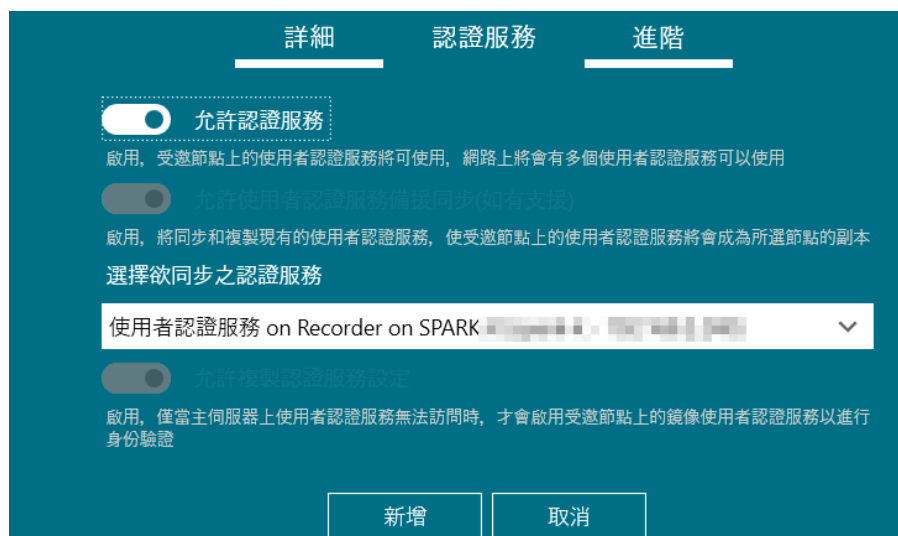 詳細 認證服務 進階
允許認證服務
啟用，受邀節點上的使用者認證服務將可使用，網路上將會有多個使用者認證服務可以使用
允許使用者認證服務備援同步(如有支援)
啟用，將同步和複製現有的使用者認證服務，使受邀節點上的使用者認證服務將會成為所選節點的副本
選擇欲同步之認證服務
使用者認證服務 on Recorder on SPARK
允許複製認證服務設定
啟用，僅當主伺服器上使用者認證服務無法訪問時，才會啟用受邀節點上的鏡像使用者認證服務以進行
身份驗證
新增 取消